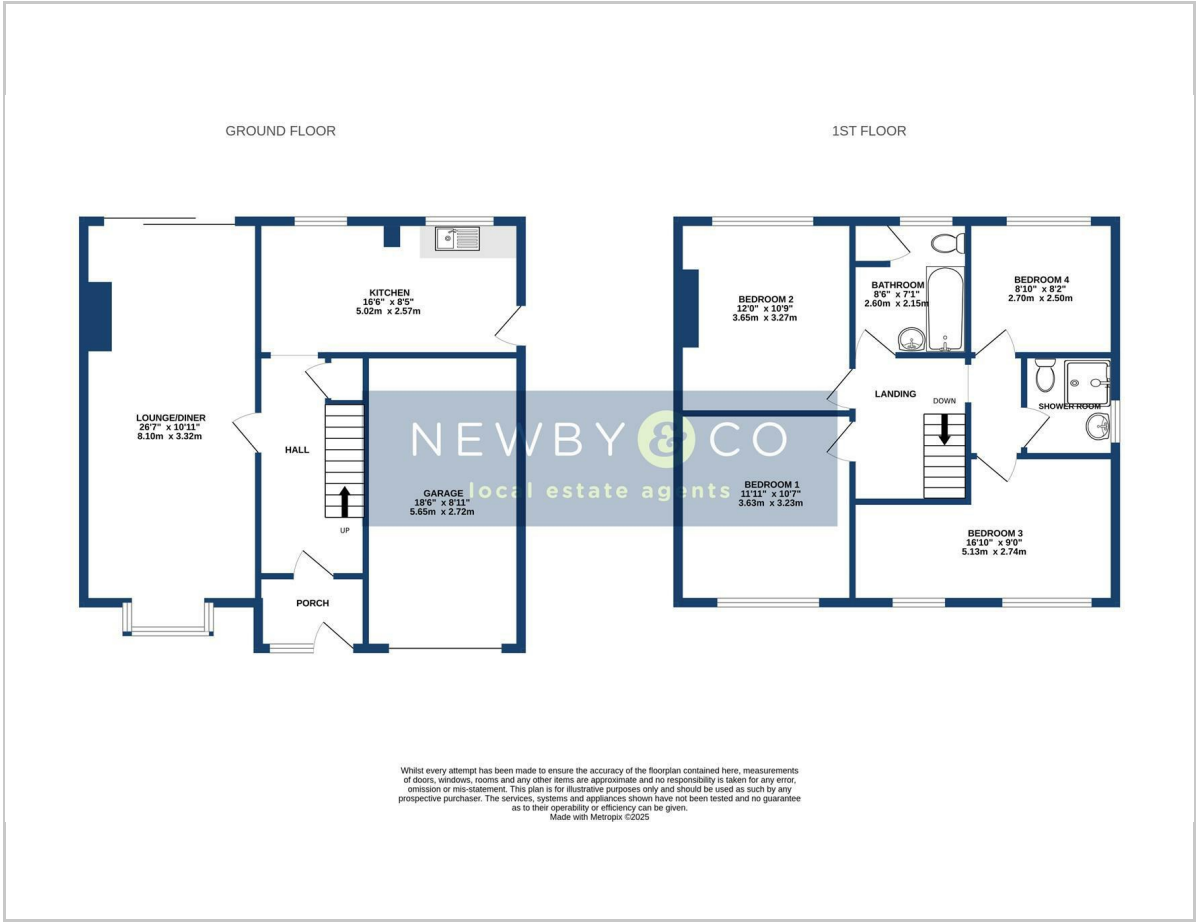 GROUND FLOOR
1ST FLOOR
KITCHEN
16'6" x 8'5"
5.02m x 2.57m
LOUNGE/DINER
26'7" x 10'11"
8.10m x 3.32m
HALL
UP
GARAGE
18'6" x 8'11"
5.65m x 2.72m
PORCH
BEDROOM 2
12'0" x 10'9"
3.65m x 3.27m
BATHROOM
8'6" x 7'1"
2.60m x 2.15m
BEDROOM 4
8'10" x 8'2"
2.70m x 2.50m
LANDING
DOWN
SHOWER ROOM
BEDROOM 1
11'11" x 10'7"
3.63m x 3.23m
BEDROOM 3
16'10" x 9'0"
5.13m x 2.74m
NEWBY & CO
local estate agents
Whilst every attempt has been made to ensure the accuracy of the floorplan contained here, measurements
of doors, windows, rooms and any other items are approximate and no responsibility is taken for any error,
omission or mis-statement. This plan is for illustrative purposes only and should be used as such by any
prospective purchaser. The services, systems and appliances shown have not been tested and no guarantee
as to their operability or efficiency can be given.
Made with Metropix ©2025